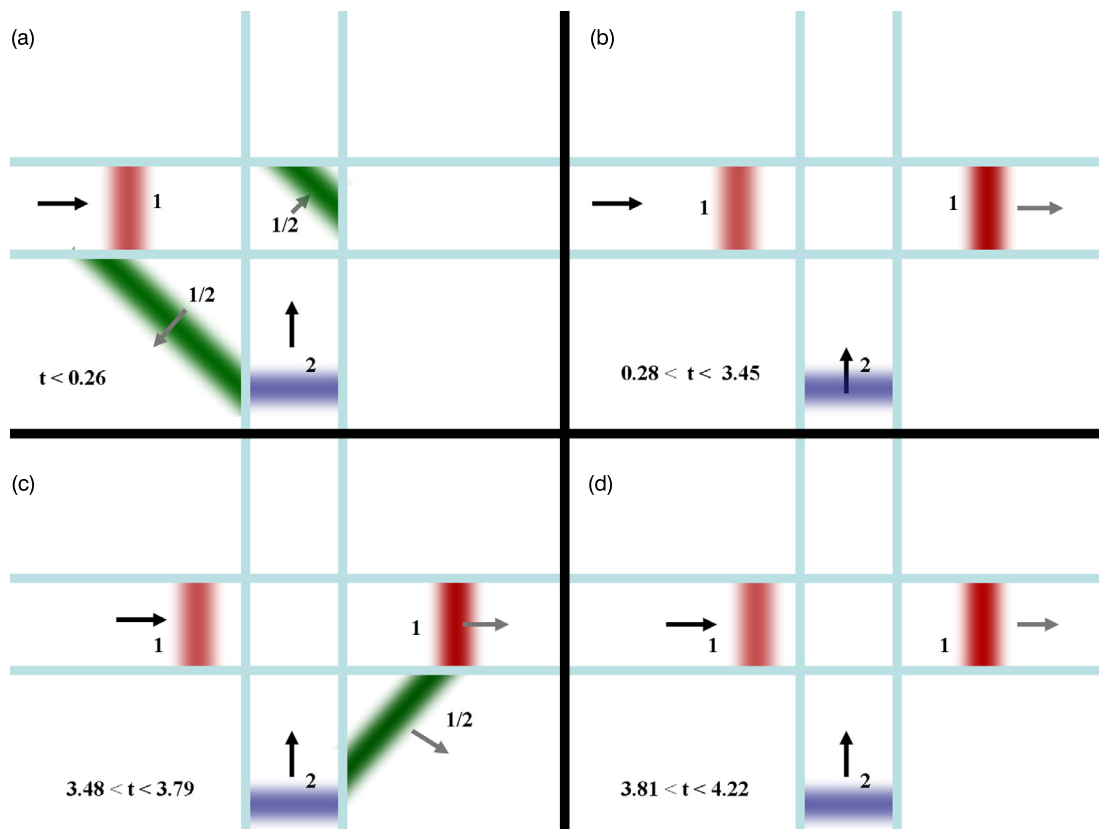 (a)
1
1/2
1/2
2
t < 0.26
(b)
1
1
2
0.28 < t < 3.45
(c)
1
1
1/2
2
3.48 < t < 3.79
(d)
1
1
2
3.81 < t < 4.22